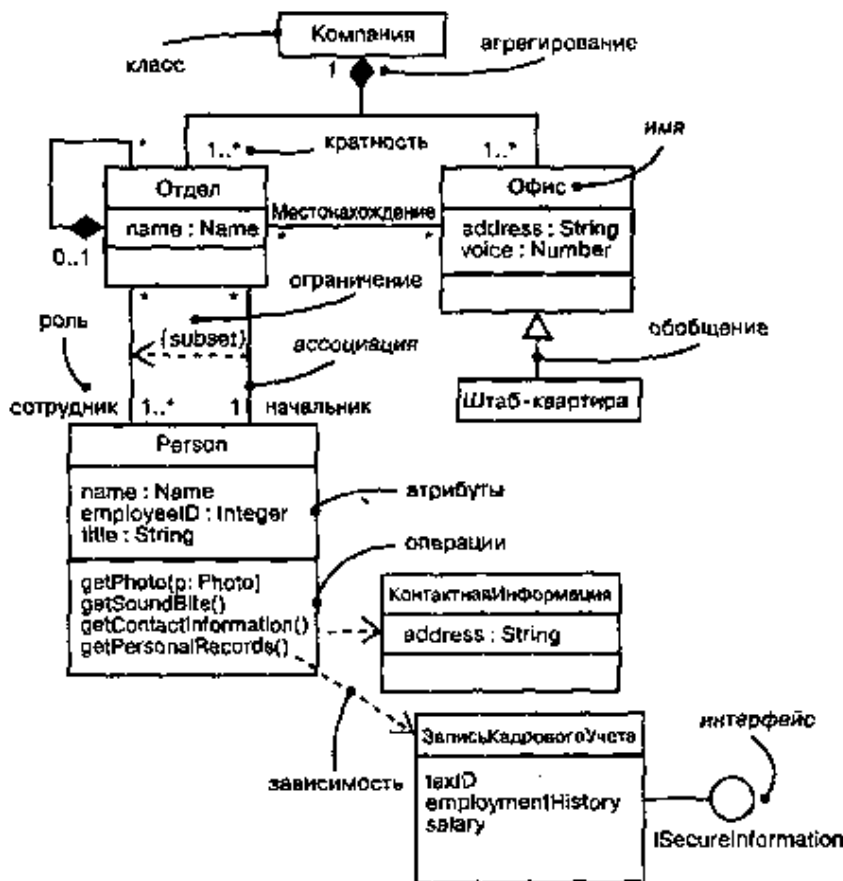 Компания
класс
1
агрегирование
1..*
кратность
1..*
имя
*
Отдел
name : Name
0..1
Местонахождение
*
*
Офис
address : String
voice : Number
*
*
ограничение
роль
{subset}
ассоциация
обобщение
сотрудник
1..*
1
начальник
Штаб-квартира
Person
name : Name
employeeID : Integer
title : String
атрибуты
операции
getPhoto(p: Photo)
getSoundBite()
getContactInformation()
getPersonalRecords()
КонтактнаяИнформация
address : String
зависимость
ЗаписьКадровогоУчета
taxID
employmentHistory
salary
интерфейс
ISecureInformation